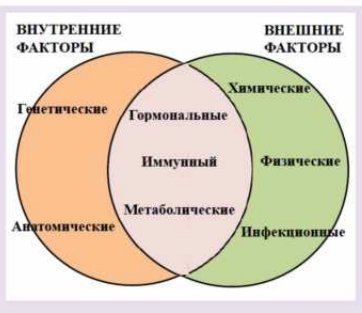 ВНУТРЕННИЕ
ФАКТОРЫ
ВНЕШНИЕ
ФАКТОРЫ
Генетические
Анатомические
Гормональные
Иммунный
Метаболические
Химические
Физические
Инфекционные